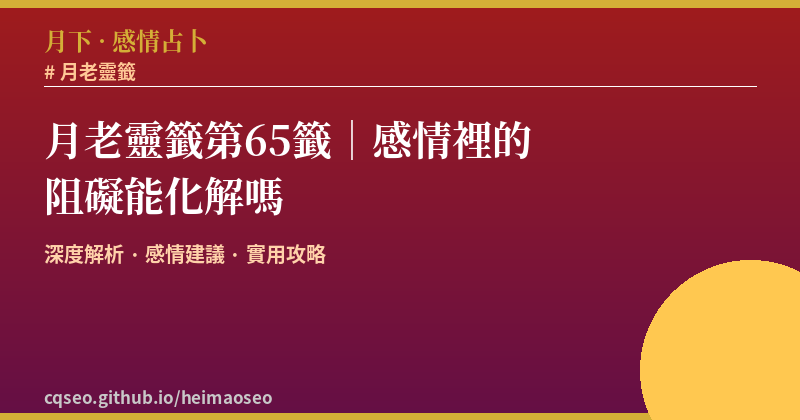 月下 · 感情占卜
# 月老靈籤
月老靈籤第65籤｜感情裡的
阻礙能化解嗎
深度解析 · 感情建議 · 實用攻略
cqseo.github.io/heimaoseo